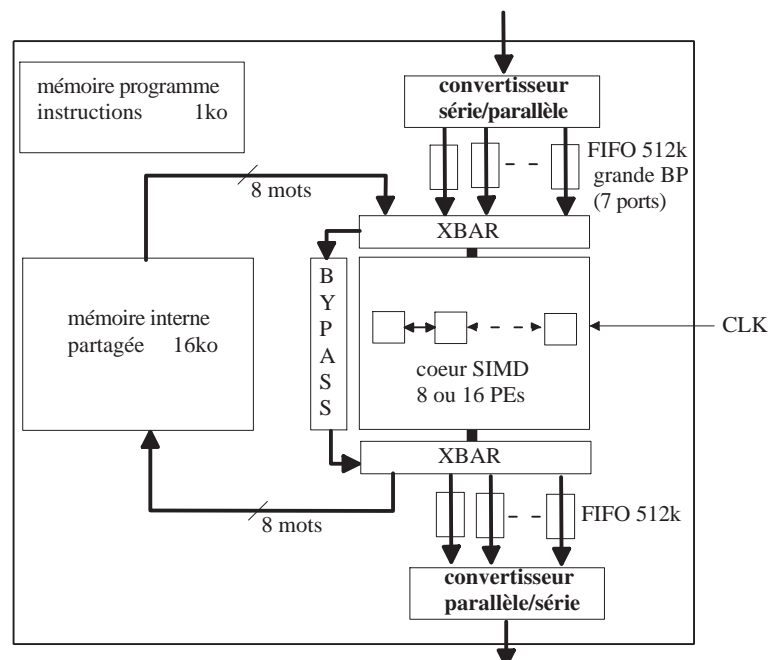 mémoire programme
instructions 1ko
convertisseur
série/parallèle
FIFO 512k
grande BP
(7 ports)
8 mots
XBAR
BYPASS
mémoire interne
partagée 16ko
CLK
coeur SIMD
8 ou 16 PEs
XBAR
8 mots
FIFO 512k
convertisseur
parallèle/série